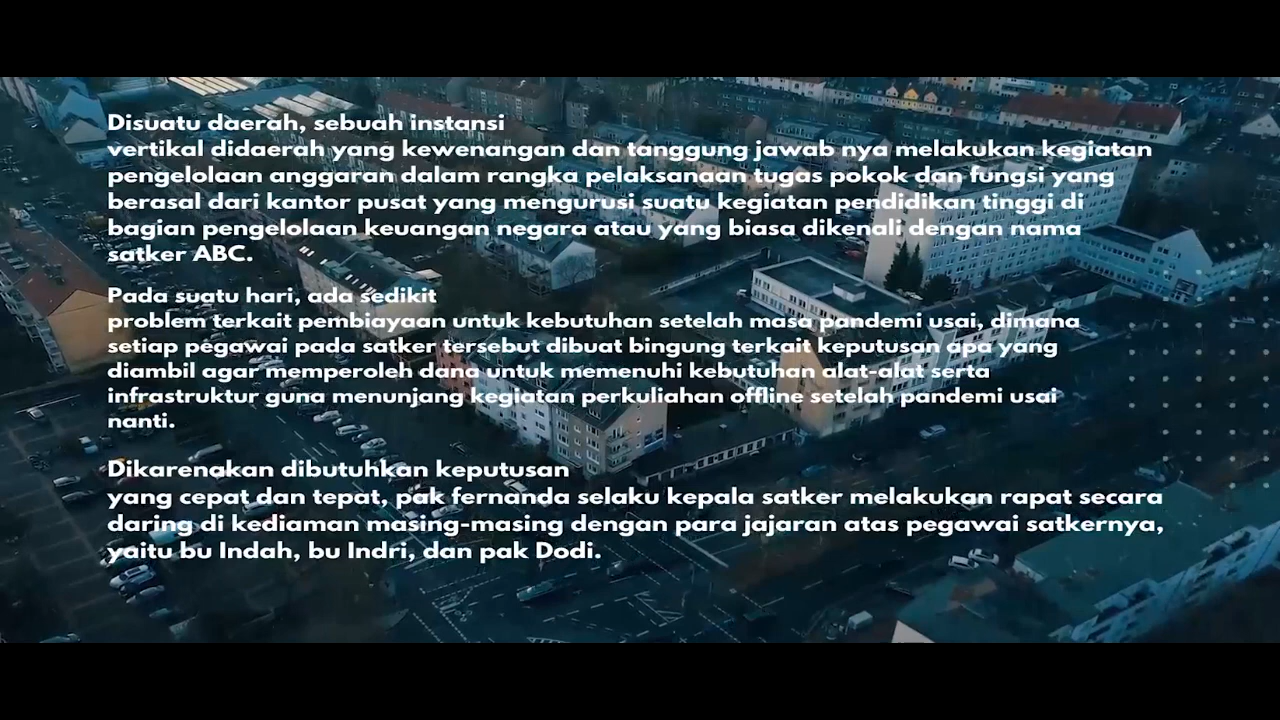 Disuatu daerah, sebuah instansi
vertikal didaerah yang kewenangan dan tanggung jawab nya melakukan kegiatan
pengelolaan anggaran dalam rangka pelaksanaan tugas pokok dan fungsi yang
berasal dari kantor pusat yang mengurusi suatu kegiatan pendidikan tinggi di
bagian pengelolaan keuangan negara atau yang biasa dikenali dengan nama
satker ABC.
Pada suatu hari, ada sedikit
problem terkait pembiayaan untuk kebutuhan setelah masa pandemi usai, dimana
setiap pegawai pada satker tersebut dibuat bingung terkait keputusan apa yang
diambil agar memperoleh dana untuk memenuhi kebutuhan alat-alat serta
infrastruktur guna menunjang kegiatan perkuliahan offline setelah pandemi usai
nanti.
Dikarenakan dibutuhkan keputusan
yang cepat dan tepat, pak fernanda selaku kepala satker melakukan rapat secara
daring di kediaman masing-masing dengan para jajaran atas pegawai satkernya,
yaitu bu Indah, bu Indri, dan pak Dodi.